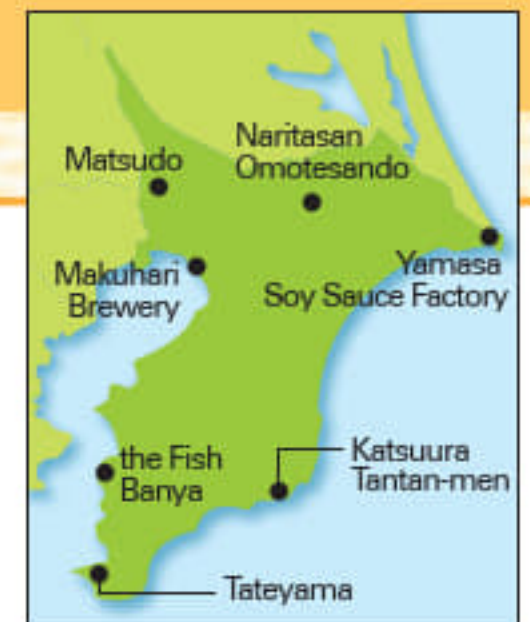 Naritasan
Omotesando
Matsudo
Makuhari
Brewery
Yamasa
Soy Sauce Factory
the Fish
Banya
Katsuura
Tantan-men
Tateyama